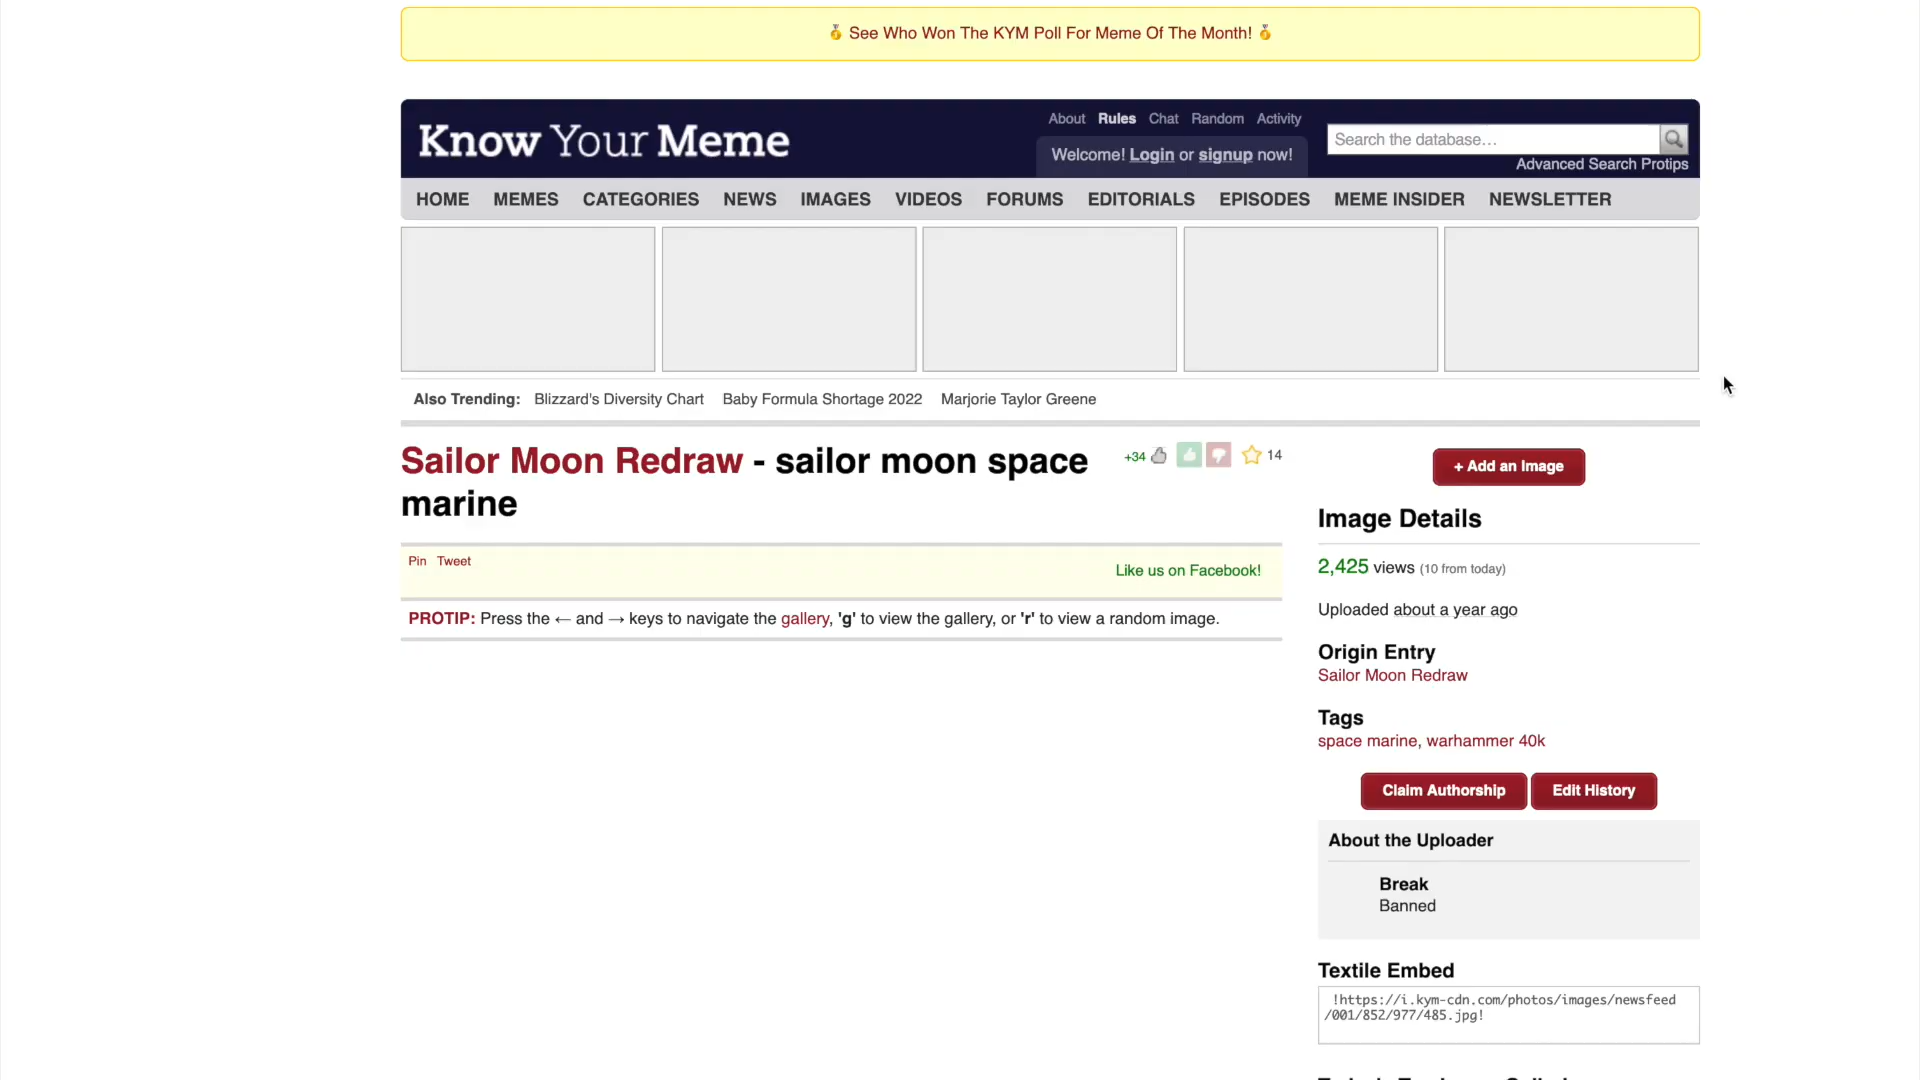 See Who Won The KYM Poll For Meme Of The Month!
Know Your Meme
About Rules Chat Random Activity
Welcome! Login or signup now!
Search the database...
Advanced Search Protips
HOME MEMES CATEGORIES NEWS IMAGES VIDEOS FORUMS EDITORIALS EPISODES MEME INSIDER NEWSLETTER
Also Trending: Blizzard's Diversity Chart Baby Formula Shortage 2022 Marjorie Taylor Greene
Sailor Moon Redraw - sailor moon space
marine
+34
14
Pin Tweet
Like us on Facebook!
PROTIP: Press the ← and → keys to navigate the gallery, 'g' to view the gallery, or 'r' to view a random image.
+ Add an Image
Image Details
2,425 views (10 from today)
Uploaded about a year ago
Origin Entry
Sailor Moon Redraw
Tags
space marine, warhammer 40k
Claim Authorship Edit History
About the Uploader
Break
Banned
Textile Embed
!https://i.kym-cdn.com/photos/images/newsfeed
/001/852/977/485.jpg!